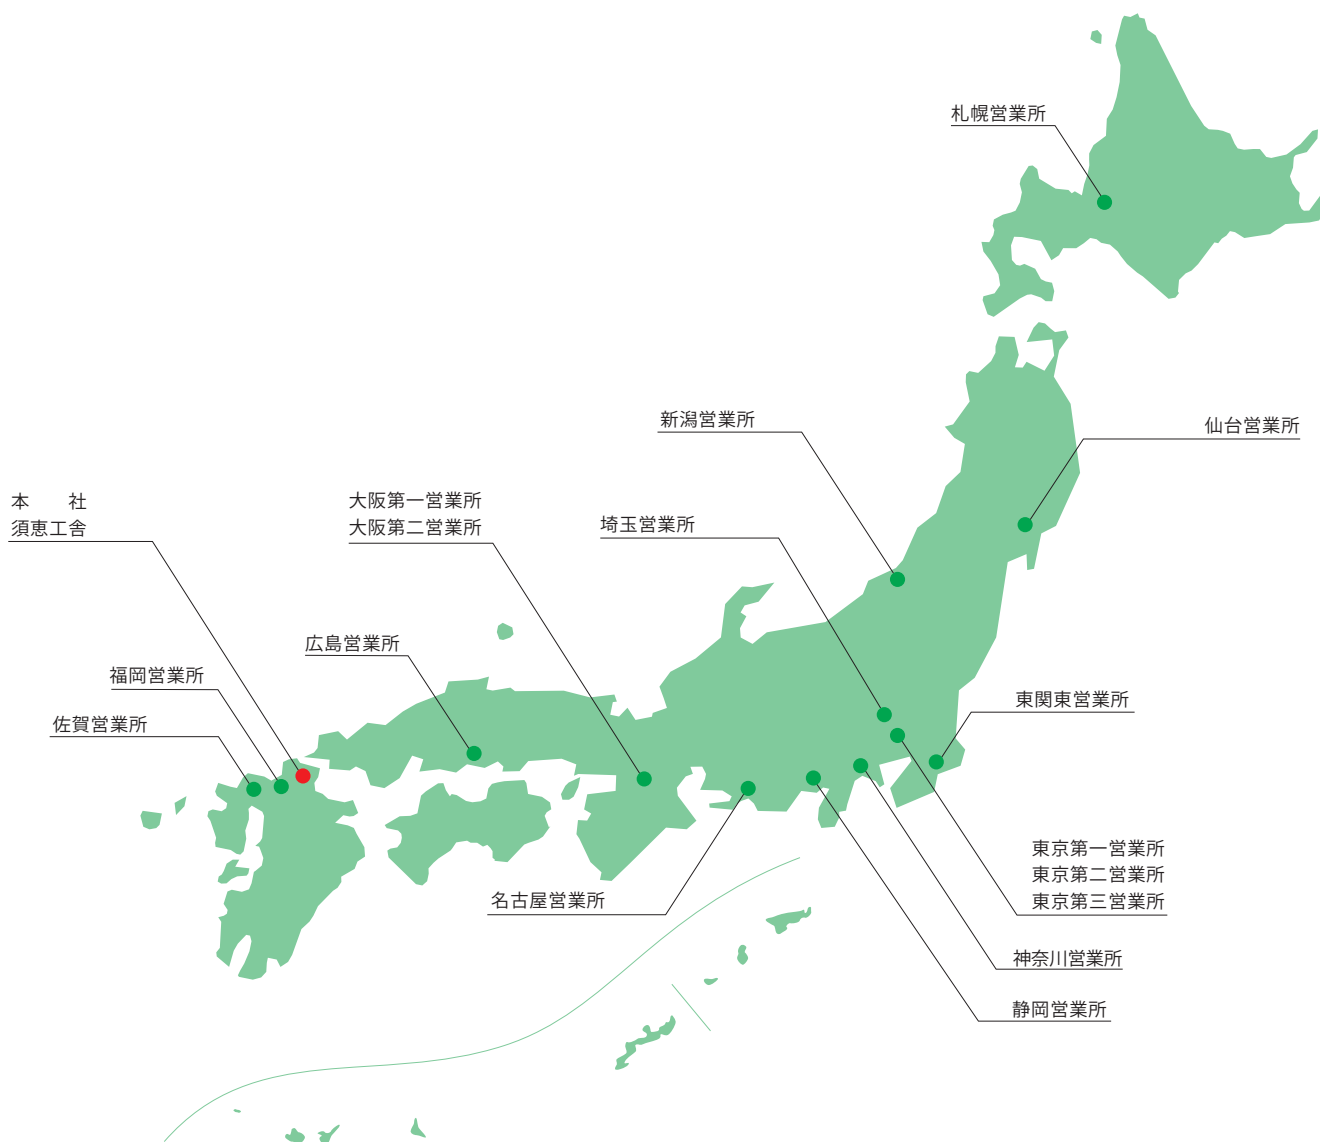 札幌営業所
新潟営業所
仙台営業所
本　　社
須恵工舎
大阪第一営業所
大阪第二営業所
埼玉営業所
広島営業所
福岡営業所
佐賀営業所
東関東営業所
東京第一営業所
東京第二営業所
東京第三営業所
名古屋営業所
神奈川営業所
静岡営業所